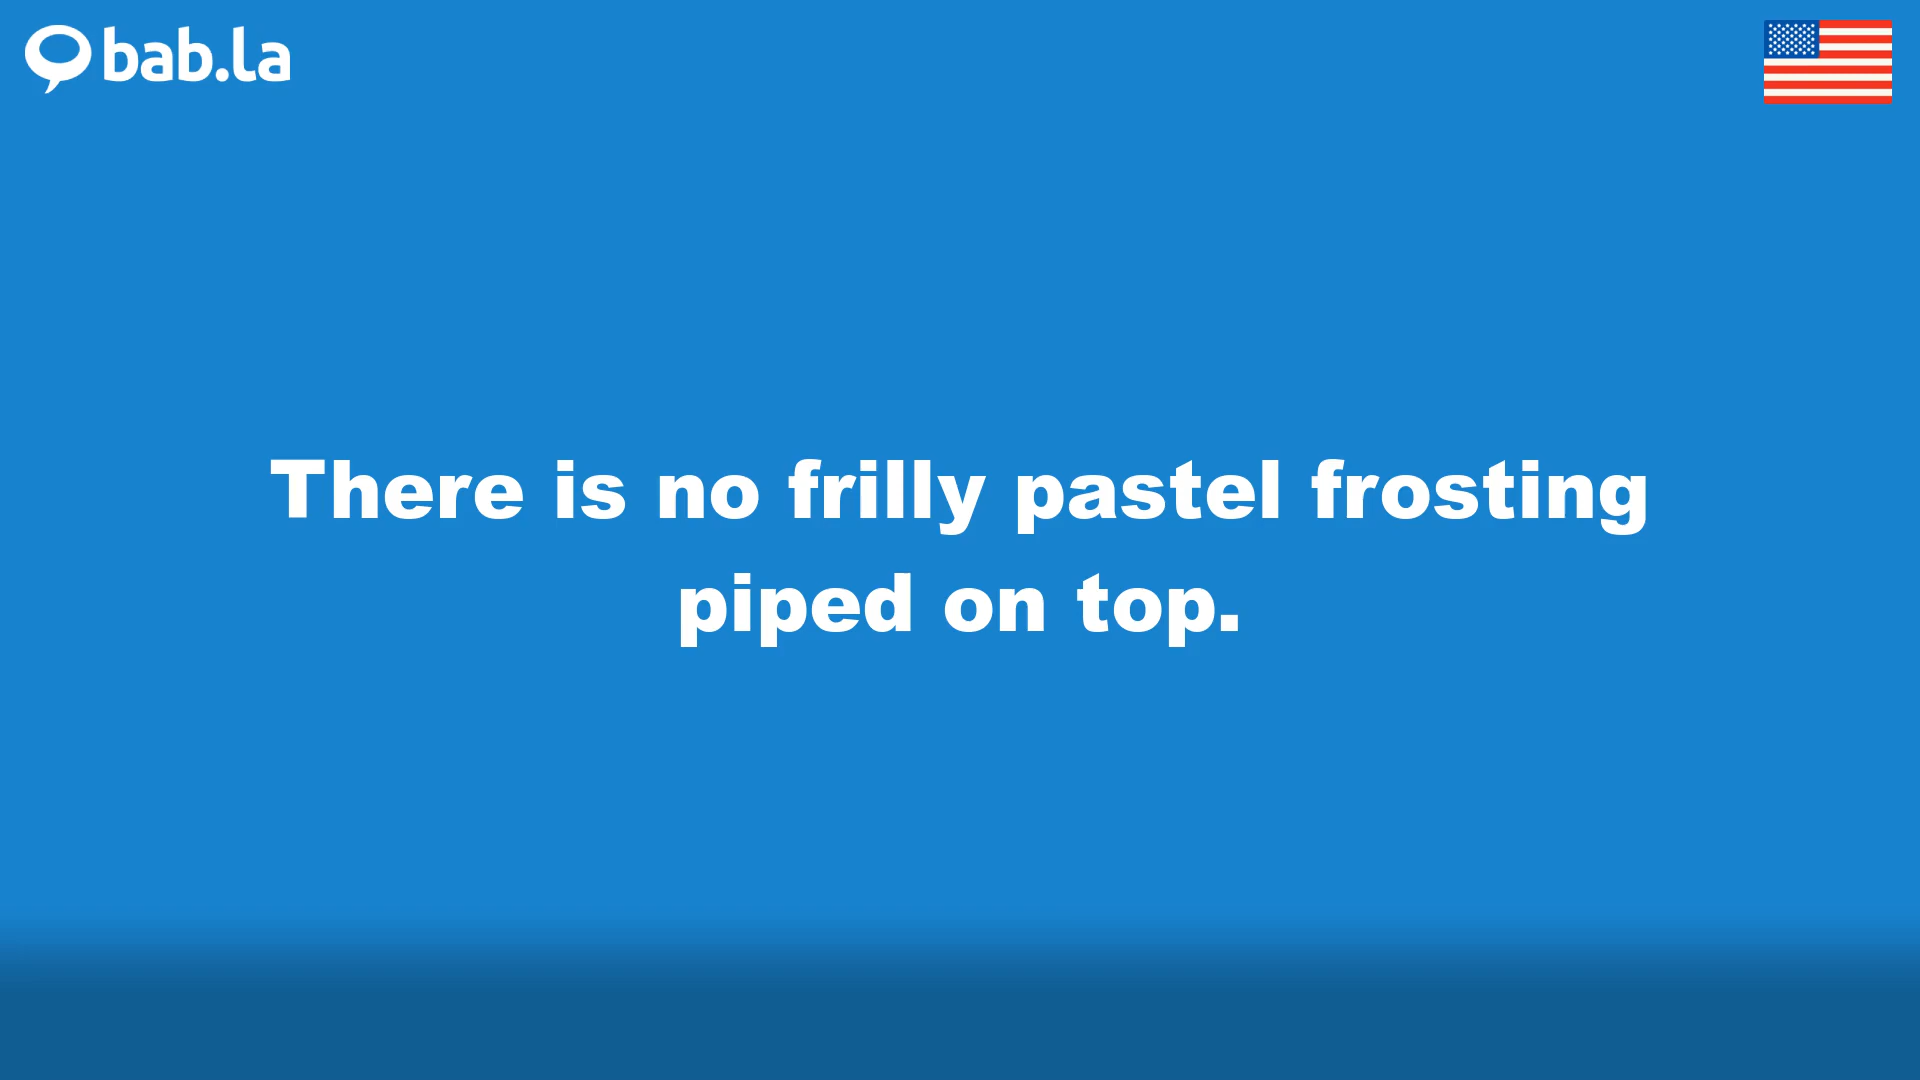 bab.la
There is no frilly pastel frosting
piped on top.